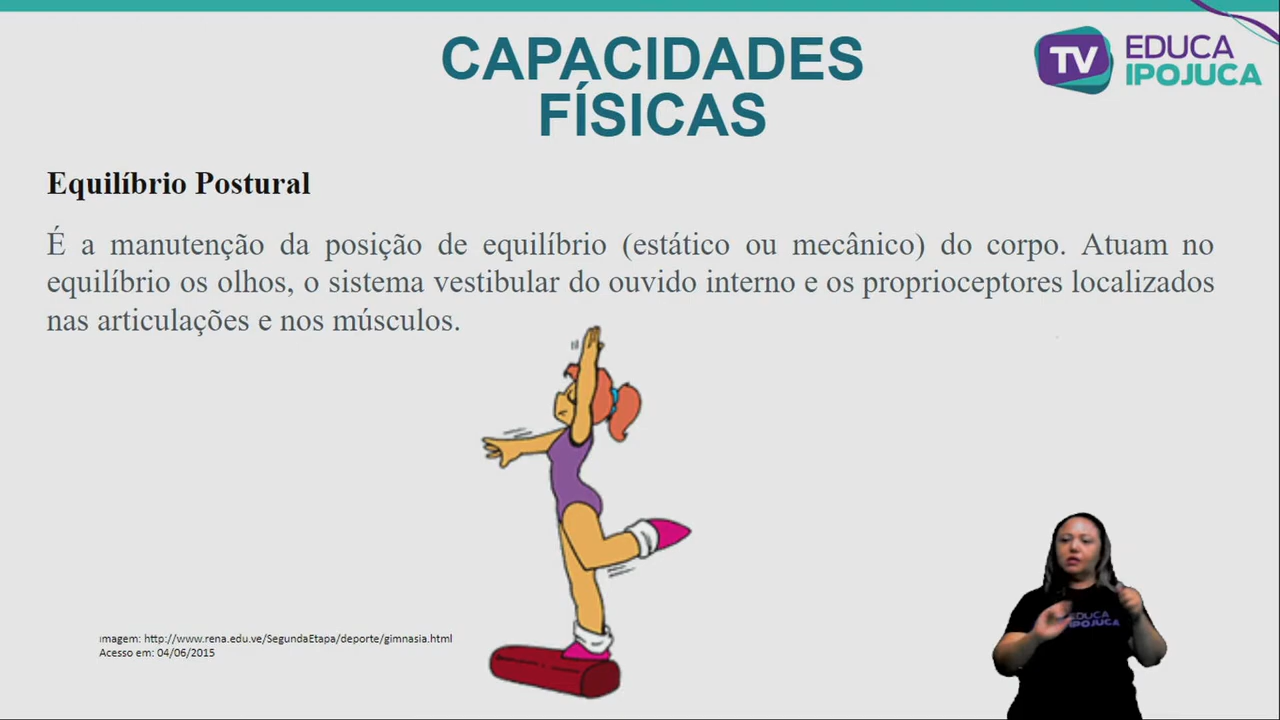 CAPACIDADES
FÍSICAS
TV EDUCA
IPOJUCA
Equilíbrio Postural
É a manutenção da posição de equilíbrio (estático ou mecânico) do corpo. Atuam no
equilíbrio os olhos, o sistema vestibular do ouvido interno e os proprioceptores localizados
nas articulações e nos músculos.
Imagem: http://www.rena.edu.ve/SegundaEtapa/deporte/gimnasia.html
Acesso em: 04/06/2015
EDUCA
IPOJUCA